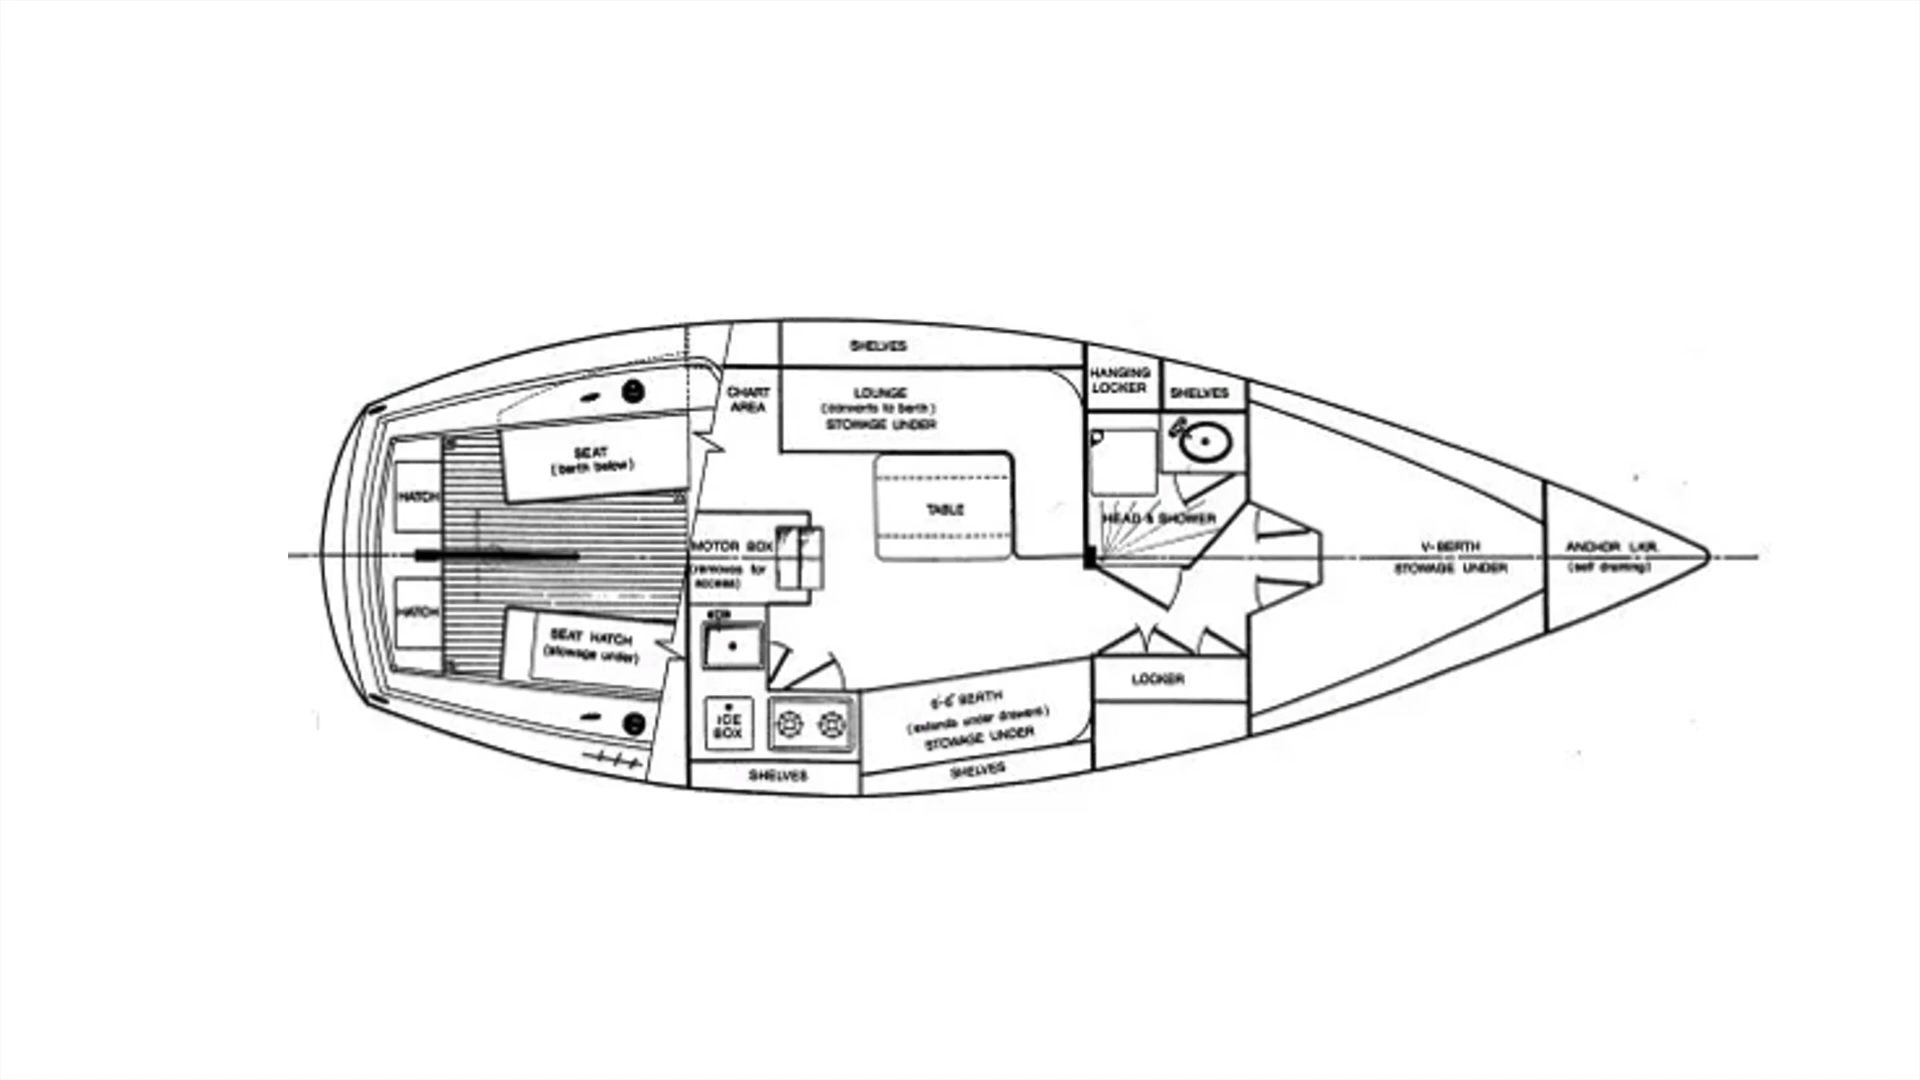 SHELVES
HANGING
LOCKER
SHELVES
CHART
AREA
LOUNGE
(converts to berth)
STOWAGE UNDER
SEAT
(berth below)
HATCH
TABLE
HEAD & SHOWER
MOTOR BOX
(removes for
access)
V-BERTH
STOWAGE UNDER
ANCHOR LKR.
(self draining)
HATCH
SEAT HATCH
(stowage under)
LOCKER
ICE
BOX
6'-6" BERTH
(extends under drawers)
STOWAGE UNDER
SHELVES
SHELVES